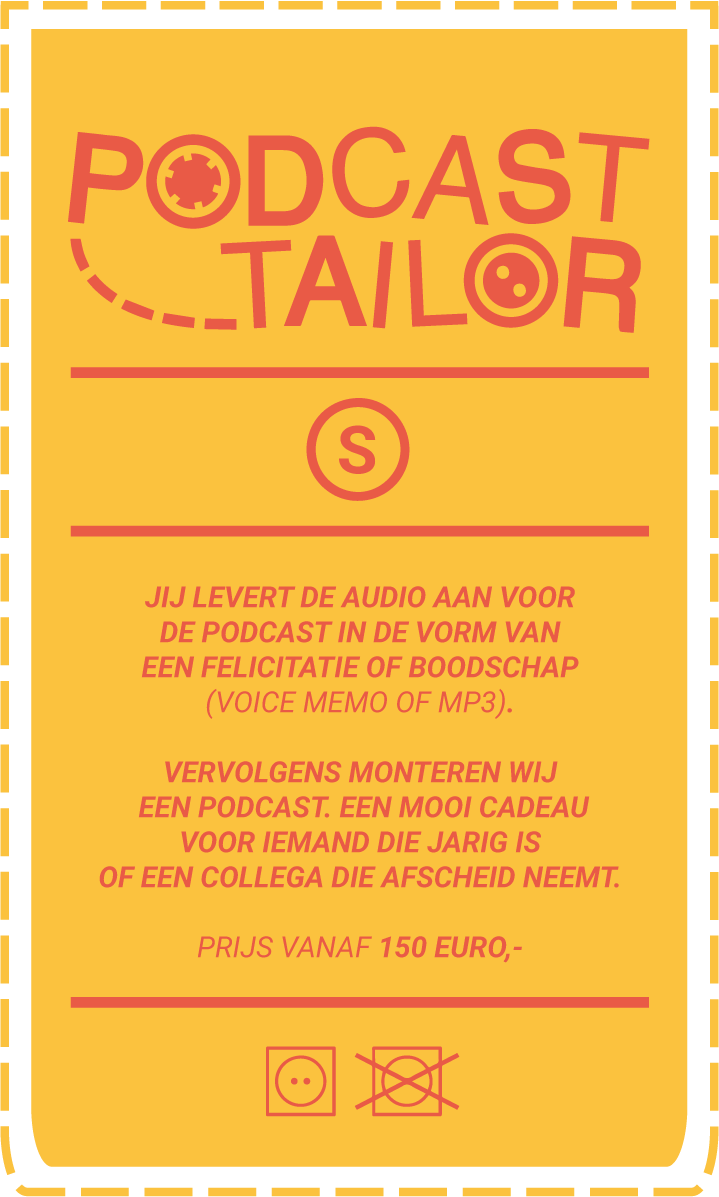 PODCAST
TAILOR
S
JIJ LEVERT DE AUDIO AAN VOOR
DE PODCAST IN DE VORM VAN
EEN FELICITATIE OF BOODSCHAP
(VOICE MEMO OF MP3).
VERVOLGENS MONTEREN WIJ
EEN PODCAST. EEN MOOI CADEAU
VOOR IEMAND DIE JARIG IS
OF EEN COLLEGA DIE AFSCHEID NEEMT.
PRIJS VANAF 150 EURO,-